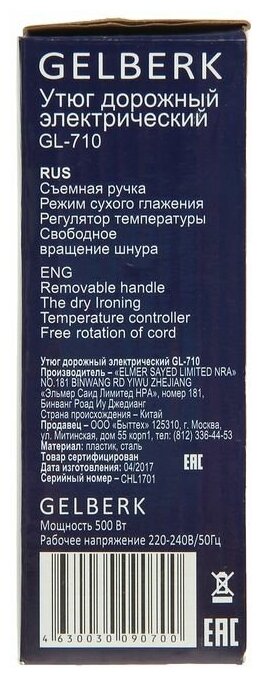 GELBERK
Утюг дорожный
электрический
GL-710
RUS
Съемная ручка
Режим сухого глажения
Регулятор температуры
Свободное
вращение шнура
ENG
Removable handle
The dry Ironing
Temperature controller
Free rotation of cord
Утюг дорожный электрический GL-710
Производитель – «ELMER SAYED LIMITED NRA»
NO.181 BINWANG RD YIWU ZHEJIANG
«Эльмер Саид Лимитед НРА», номер 181,
Бинванг Роад Иу Джедианг
Страна происхождения – Китай
Продавец – ООО «Быттех» 125310, г. Москва,
ул. Митинская, дом 55 корп1, тел: (812) 336-44-53
Материал: пластик, сталь
Товар сертифицирован
Дата изготовления: 04/2017
Серийный номер – CHL1701
EAC
GELBERK
Мощность 500 Вт
Рабочее напряжение 220-240В/50Гц
4630030090700
EAC